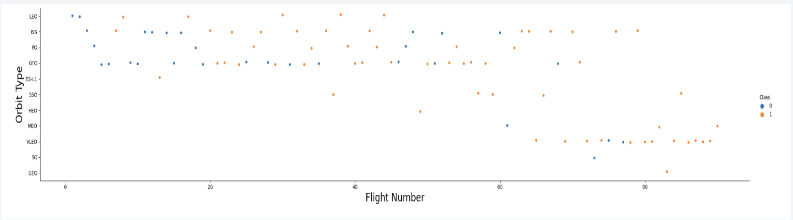 LEO
ISS
PO
GTO
ES-L1
SSO
HEO
MEO
VLEO
SO
GEO
Orbit Type
0
20
40
60
80
Flight Number
Class
0
1